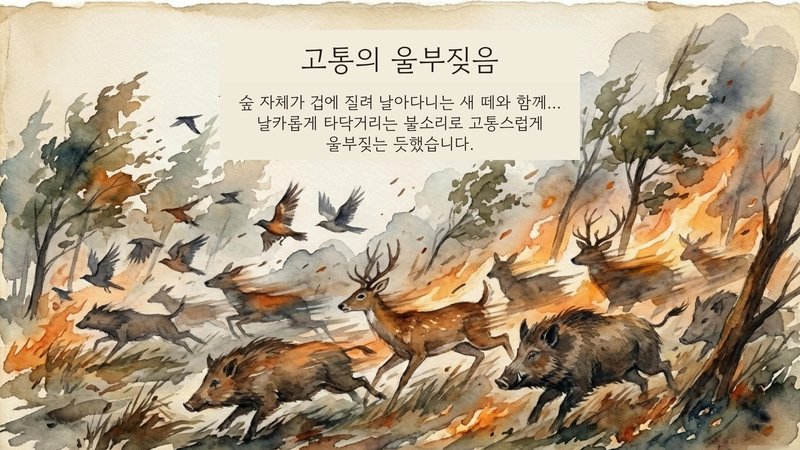 고통의 울부짖음
숲 자체가 겁에 질려 날아다니는 새 떼와 함께...
날카롭게 타닥거리는 불소리로 고통스럽게
울부짖는 듯했습니다.